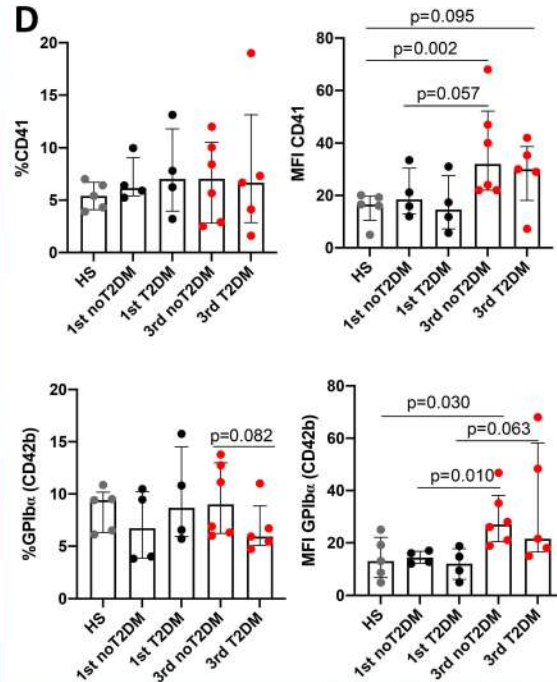 D
%CD41
20
15
10
5
0
HS
1st noT2DM
1st T2DM
3rd noT2DM
3rd T2DM
MFI CD41
80
60
40
20
0
p=0.095
p=0.002
p=0.057
HS
1st noT2DM
1st T2DM
3rd noT2DM
3rd T2DM
%GPIbα (CD42b)
20
15
10
5
0
p=0.082
HS
1st noT2DM
1st T2DM
3rd noT2DM
3rd T2DM
MFI GPIbα (CD42b)
80
60
40
20
0
p=0.030
p=0.063
p=0.010
HS
1st noT2DM
1st T2DM
3rd noT2DM
3rd T2DM